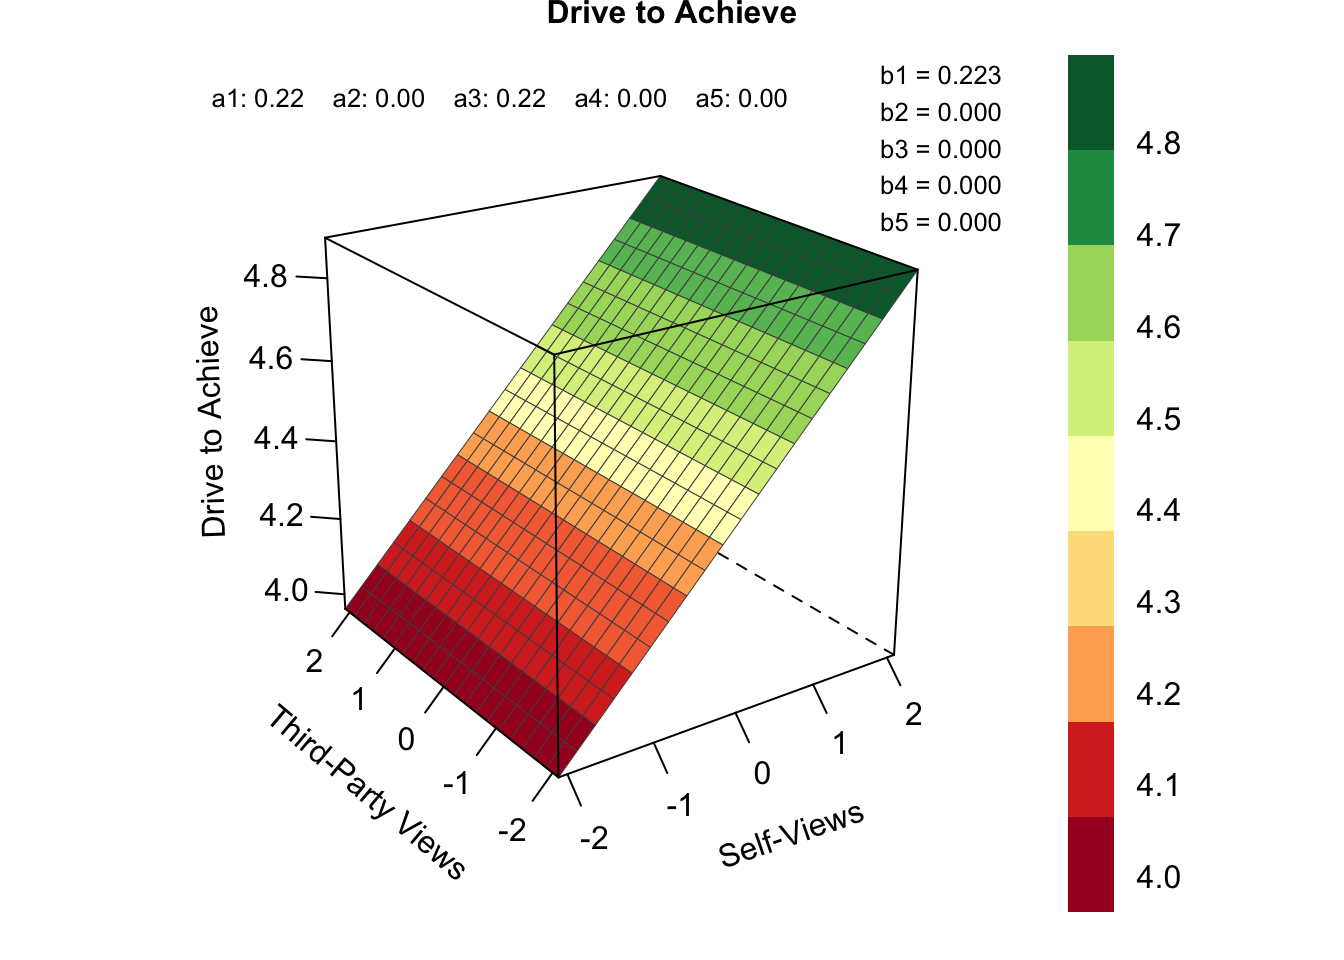 Drive to Achieve
a1: 0.22 a2: 0.00 a3: 0.22 a4: 0.00 a5: 0.00
b1 = 0.223
b2 = 0.000
b3 = 0.000
b4 = 0.000
b5 = 0.000
Drive to Achieve
4.8
4.6
4.4
4.2
4.0
2
1
0
-1
-2
Third-Party Views
-2
-1
0
1
2
Self-Views
4.8
4.7
4.6
4.5
4.4
4.3
4.2
4.1
4.0